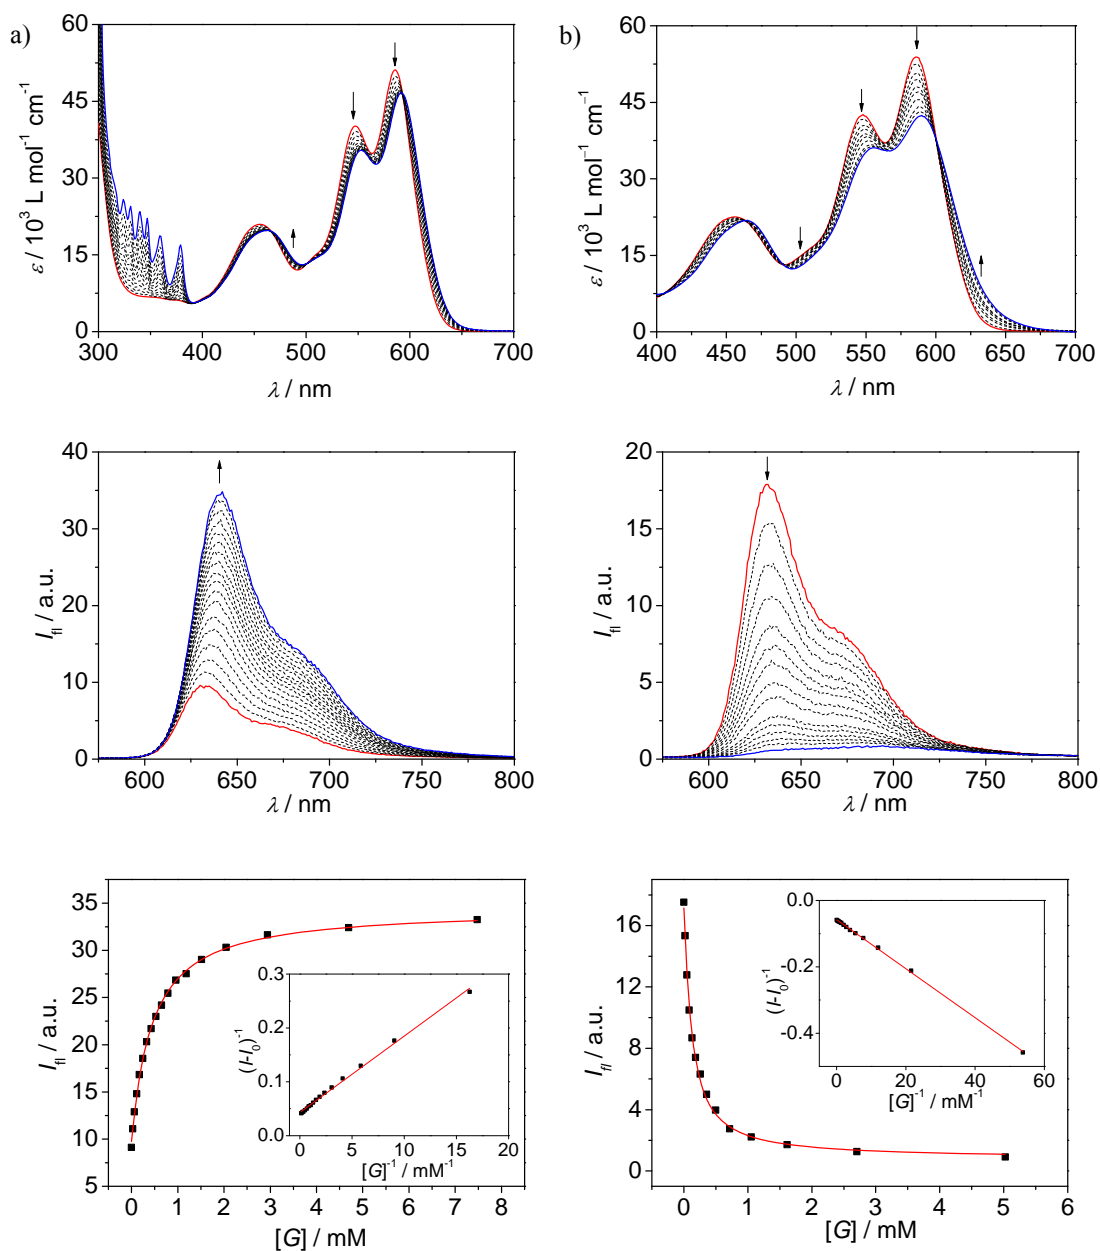 a)
60
45
30
15
0
ε / 10³ L mol⁻¹ cm⁻¹
300 400 500 600 700
λ / nm
b)
60
45
30
15
0
ε / 10³ L mol⁻¹ cm⁻¹
400 450 500 550 600 650 700
λ / nm
40
30
20
10
0
I_fl / a.u.
600 650 700 750 800
λ / nm
20
15
10
5
0
I_fl / a.u.
600 650 700 750 800
λ / nm
35
30
25
20
15
10
5
I_fl / a.u.
0 1 2 3 4 5 6 7 8
[G] / mM
0.3
0.2
0.1
0.0
(I-I₀)⁻¹
0 5 10 15 20
[G]⁻¹ / mM⁻¹
16
12
8
4
0
I_fl / a.u.
0 1 2 3 4 5 6
[G] / mM
0.0
-0.2
-0.4
(I-I₀)⁻¹
0 20 40 60
[G]⁻¹ / mM⁻¹